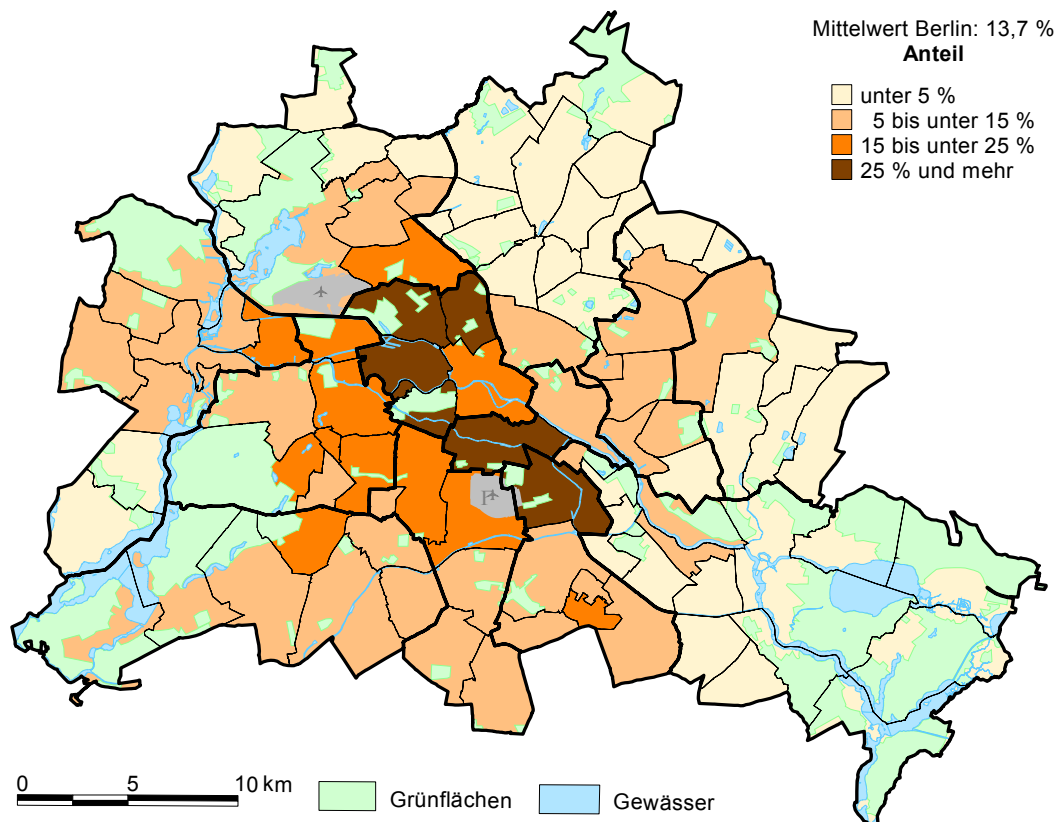 Mittelwert Berlin: 13,7 %
Anteil
unter 5 %
5 bis unter 15 %
15 bis unter 25 %
25 % und mehr
0 5 10 km
Grünflächen
Gewässer